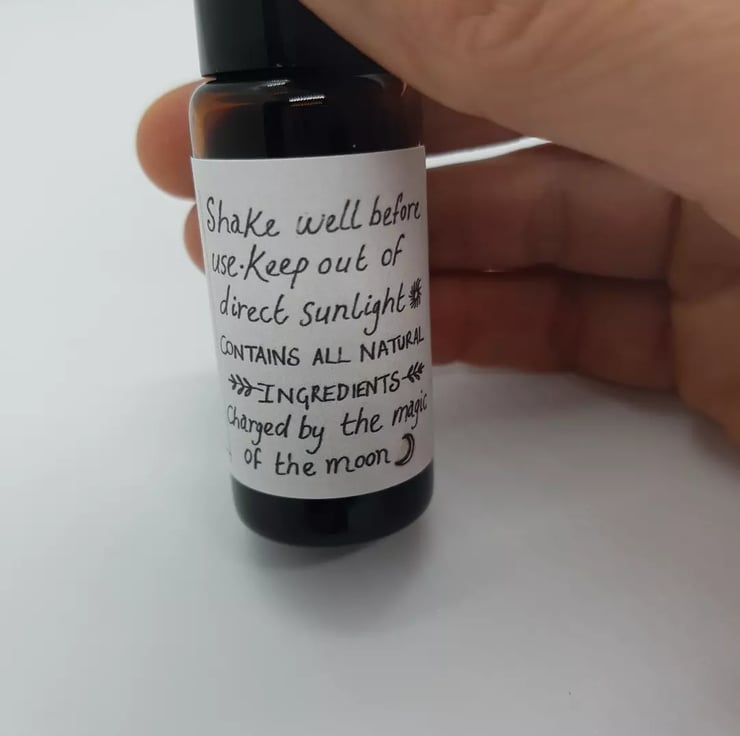 Shake well before
use. Keep out of
direct sunlight
CONTAINS ALL NATURAL
INGREDIENTS
Charged by the magic
of the moon